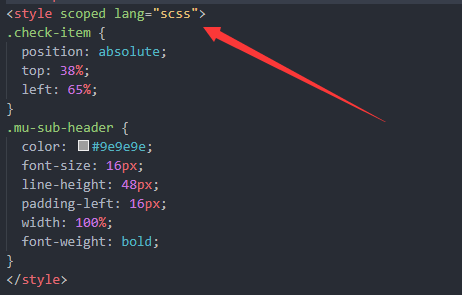 <style scoped lang="scss">
.check-item {
position: absolute;
top: 38%;
left: 65%;
}
.mu-sub-header {
color: #9e9e9e;
font-size: 16px;
line-height: 48px;
padding-left: 16px;
width: 100%;
font-weight: bold;
}
</style>